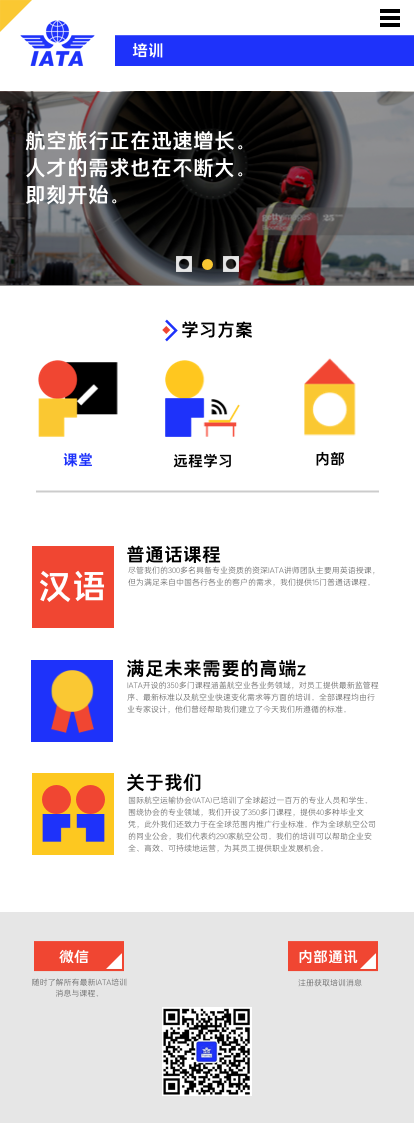 IATA
培训
航空旅行正在迅速增长。
人才的需求也在不断大。
即刻开始。
gettyimages
学习方案
课堂
远程学习
内部
汉语
普通话课程
尽管我们的300多名具备专业资质的资深IATA讲师团队主要用英语授课,
但为满足来自中国各行各业的客户的需求, 我们提供15门普通话课程。
满足未来需要的高端z
IATA开设的350多门课程涵盖航空业各业务领域, 对员工提供最新监管程
序、最新标准以及航空业快速变化需求等方面的培训。全部课程均由行
业专家设计, 他们曾经帮助我们建立了今天我们所遵循的标准。
关于我们
国际航空运输协会(IATA)已培训了全球超过一百万的专业人员和学生。
围绕协会的专业领域, 我们开设了350多门课程, 提供40多种毕业文
凭。此外我们还致力于在全球范围内推广行业标准。作为全球航空公司
的同业公会, 我们代表约290家航空公司。我们的培训可以帮助企业安
全、高效、可持续地运营, 为其员工提供职业发展机会。
微信
随时了解所有最新IATA培训
消息与课程。
内部通讯
注册获取培训消息